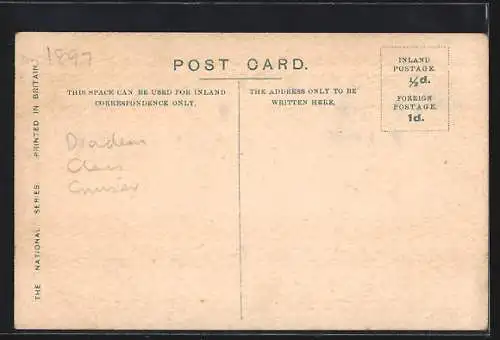 1897
POST CARD.
THIS SPACE CAN BE USED FOR INLAND
CORRESPONDENCE ONLY.
THE ADDRESS ONLY TO BE
WRITTEN HERE.
INLAND
POSTAGE.
½d.
FOREIGN
POSTAGE.
1d.
Diadem
Class
Cruiser
THE NATIONAL SERIES. PRINTED IN BRITAIN.